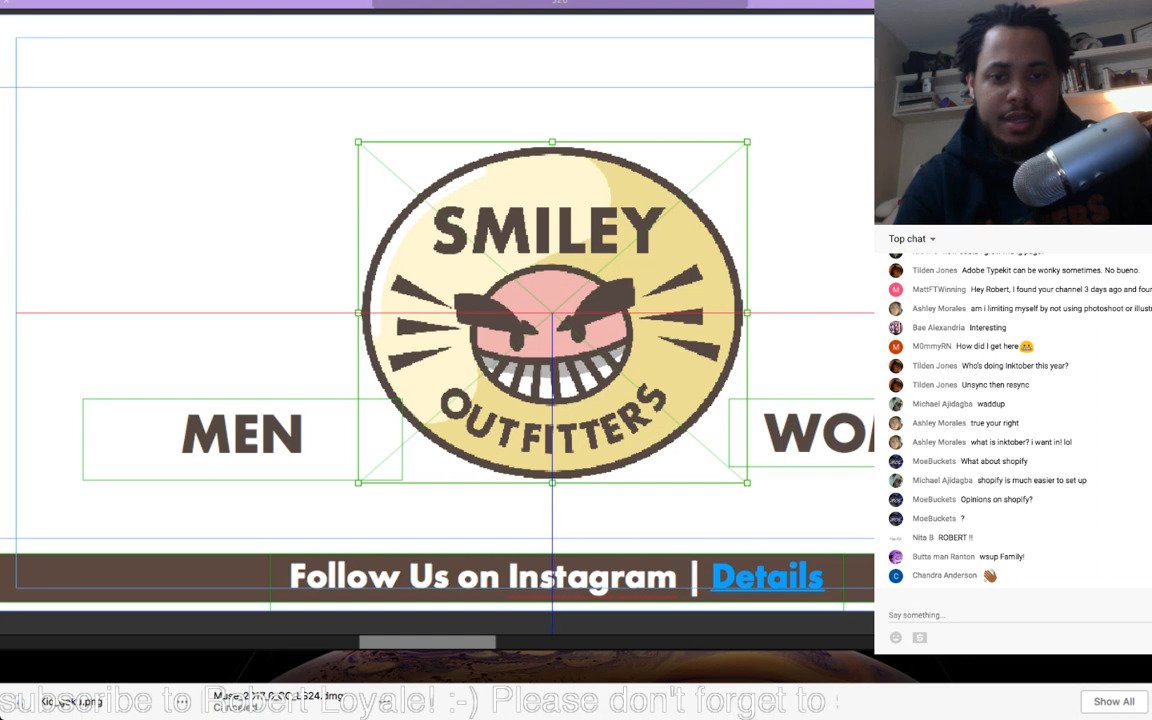 SMILEY
OUTFITTERS
MEN
Follow Us on Instagram | Details
Top chat
Tilden Jones Adobe Typekit can be wonky sometimes. No bueno.
MattFTWinning Hey Robert, I found your channel 3 days ago and
Ashley Morales am i limiting myself by not using photoshoot or
Bae Alexandria Interesting
M0mmyRN How did I get here😂
Tilden Jones Who's doing Inktober this year?
Tilden Jones Unsync then resync
Michael Ajidagba waddup
Ashley Morales true your right
Ashley Morales what is inktober? i want in! lol
MoeBuckets What about shopify
Michael Ajidagba shopify is much easier to set up
MoeBuckets Opinions on shopify?
MoeBuckets ?
Nita B ROBERT !!
Butta man Ranton wsup Family!
Chandra Anderson 👋🏾
Say something...
subscribe to Robert Loyale! :-) Please don't forget to
Canceled
Show All